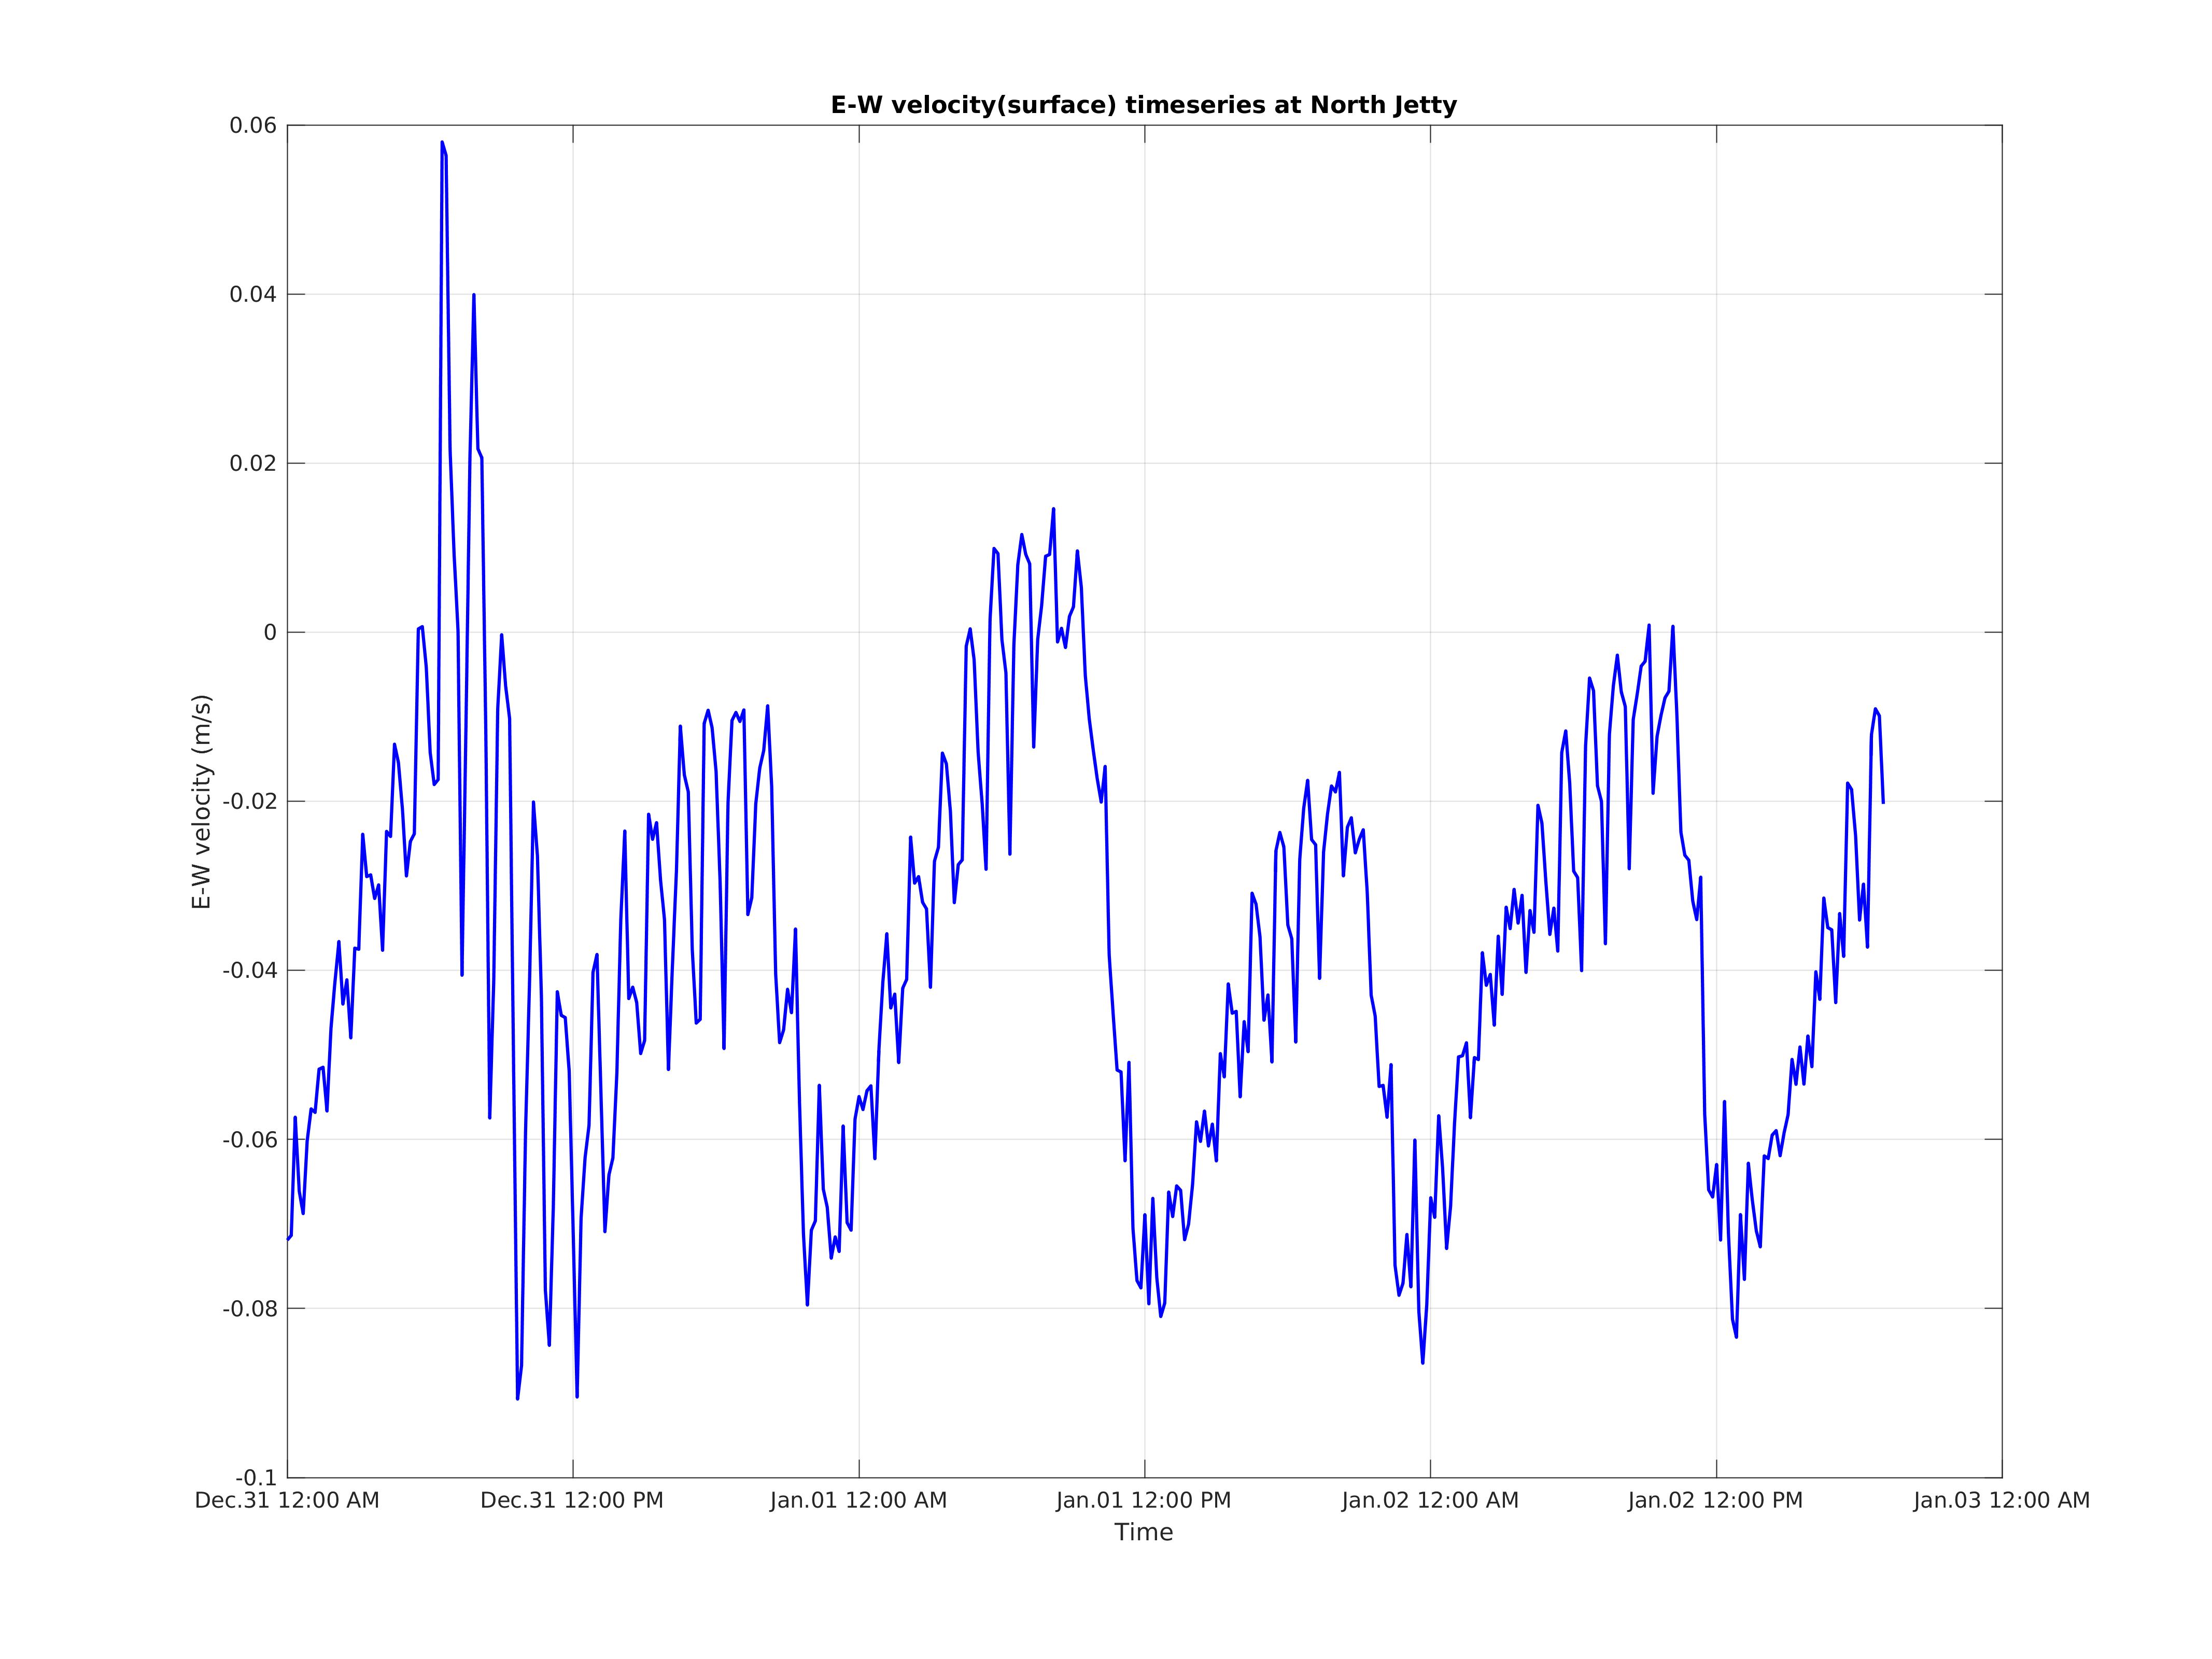 E-W velocity(surface) timeseries at North Jetty
0.06
0.04
0.02
0
-0.02
-0.04
-0.06
-0.08
-0.1
E-W velocity (m/s)
Dec.31 12:00 AM Dec.31 12:00 PM Jan.01 12:00 AM Jan.01 12:00 PM Jan.02 12:00 AM Jan.02 12:00 PM Jan.03 12:00 AM
Time